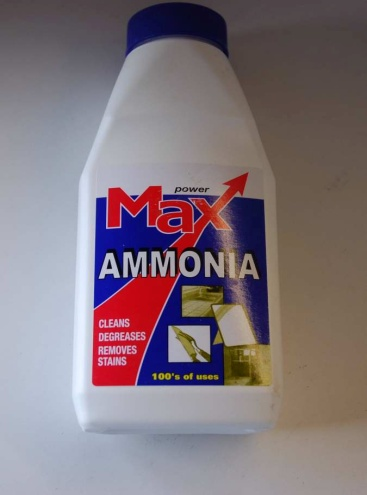 power
Max
AMMONIA
CLEANS
DEGREASES
REMOVES
STAINS
100's of uses